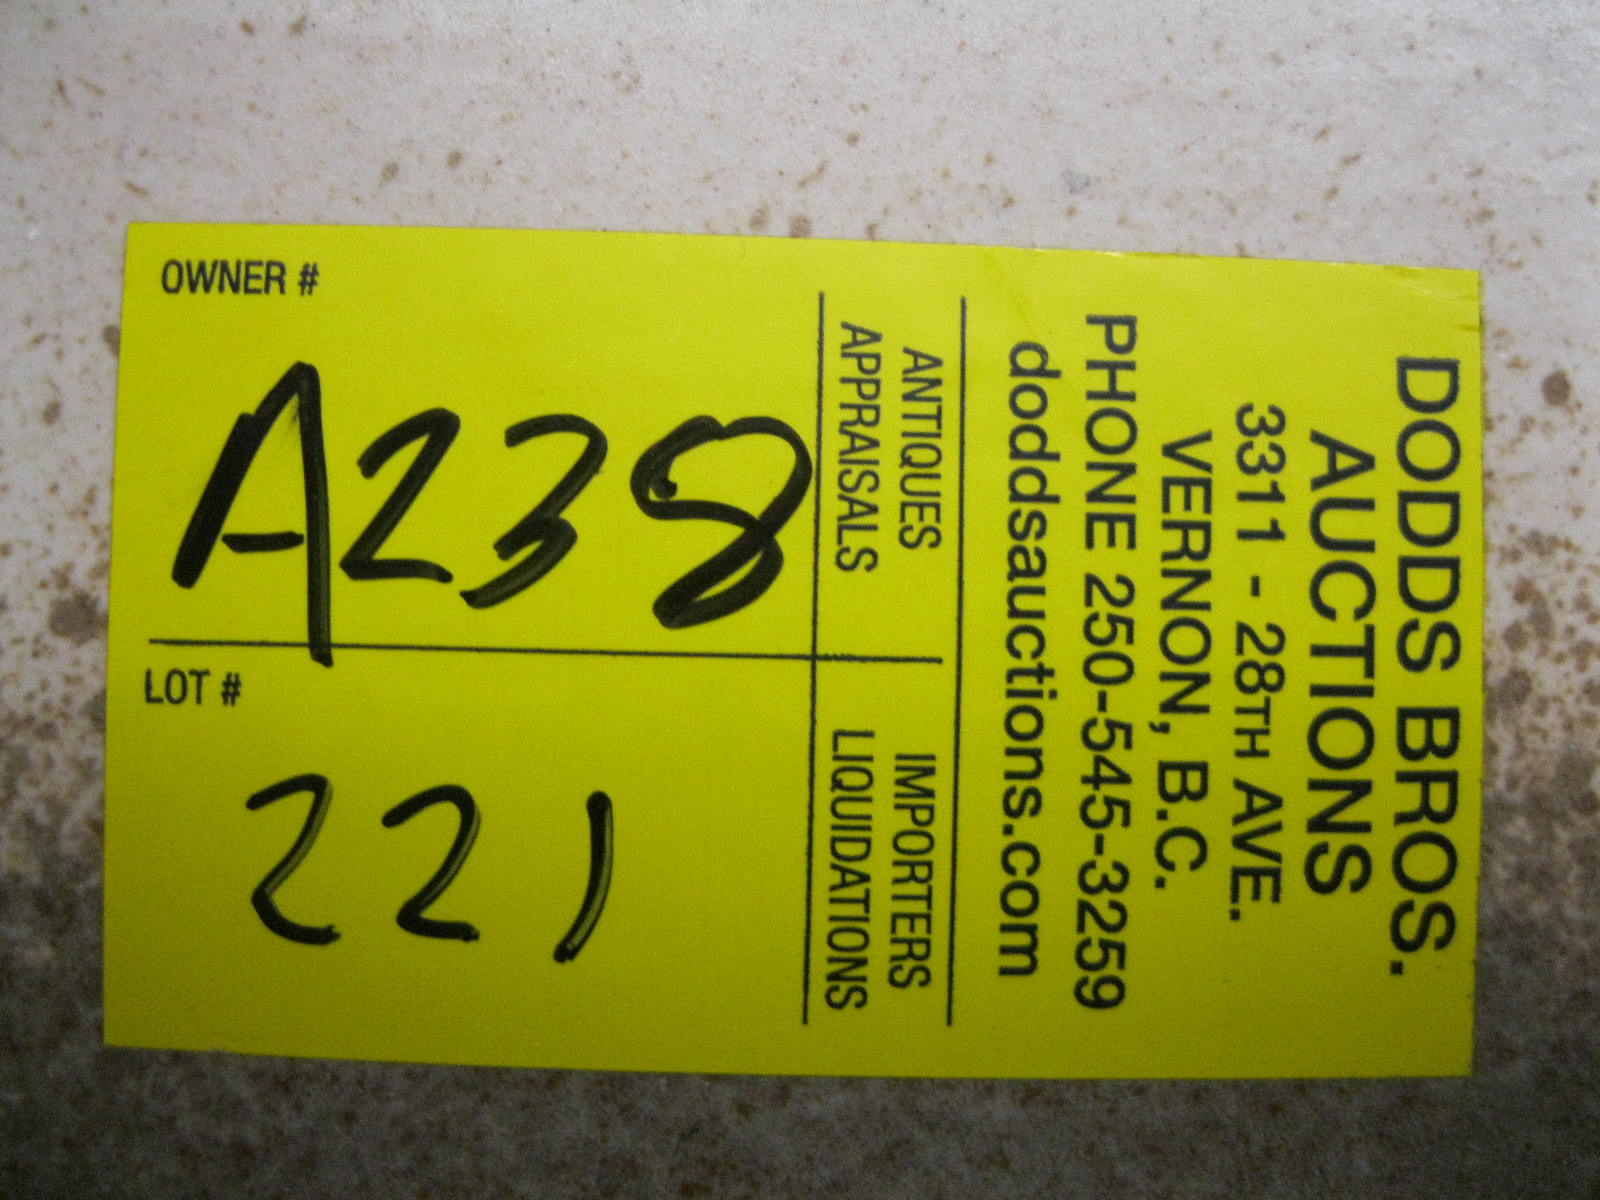 DODDS BROS.
AUCTIONS
3311 - 28TH AVE.
VERNON, B.C.
PHONE 250-545-3259
doddsauctions.com
ANTIQUES
APPRAISALS
IMPORTERS
LIQUIDATIONS
OWNER #
A238
LOT #
221